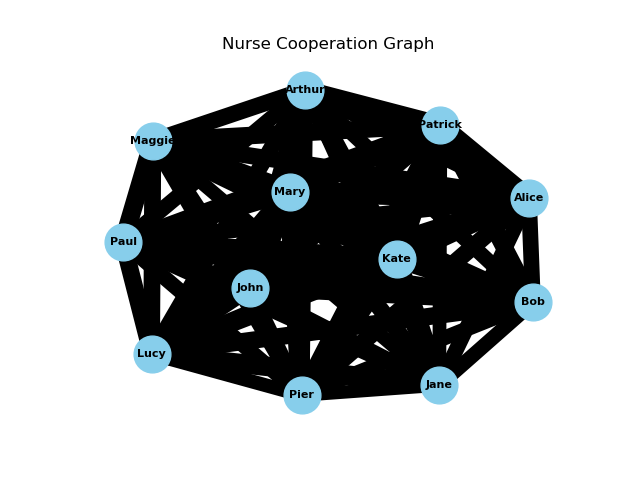 Nurse Cooperation Graph
Arthur
Patrick
Maggie
Mary
Alice
Paul
Kate
John
Bob
Lucy
Jane
Pier